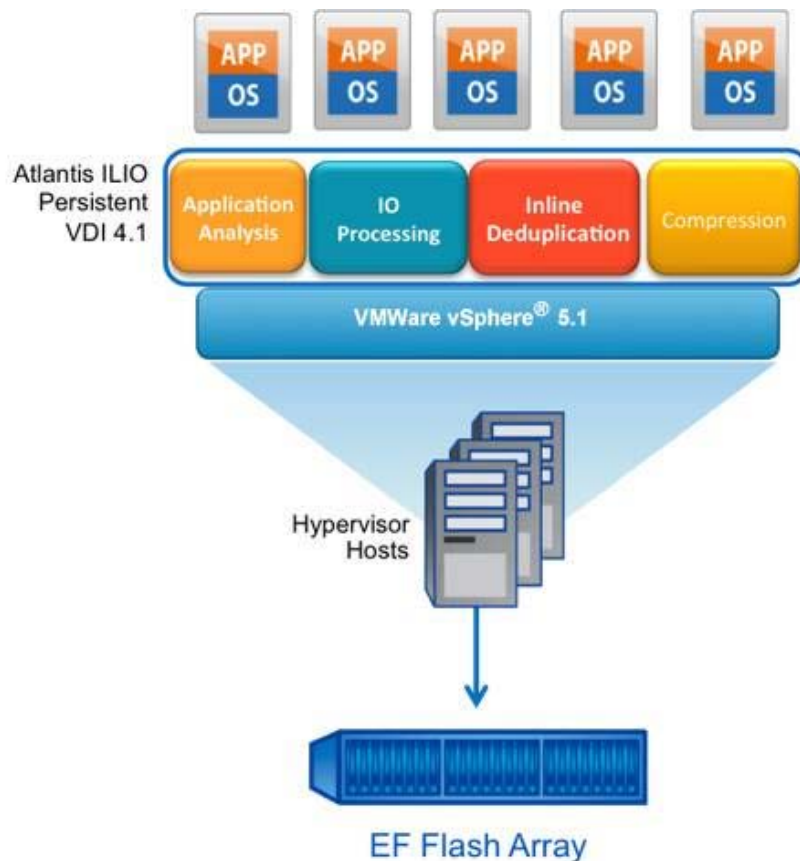 APP
OS
APP
OS
APP
OS
APP
OS
APP
OS
Atlantis ILIO
Persistent
VDI 4.1
Application
Analysis
IO
Processing
Inline
Deduplication
Compression
VMWare vSphere® 5.1
Hypervisor
Hosts
EF Flash Array